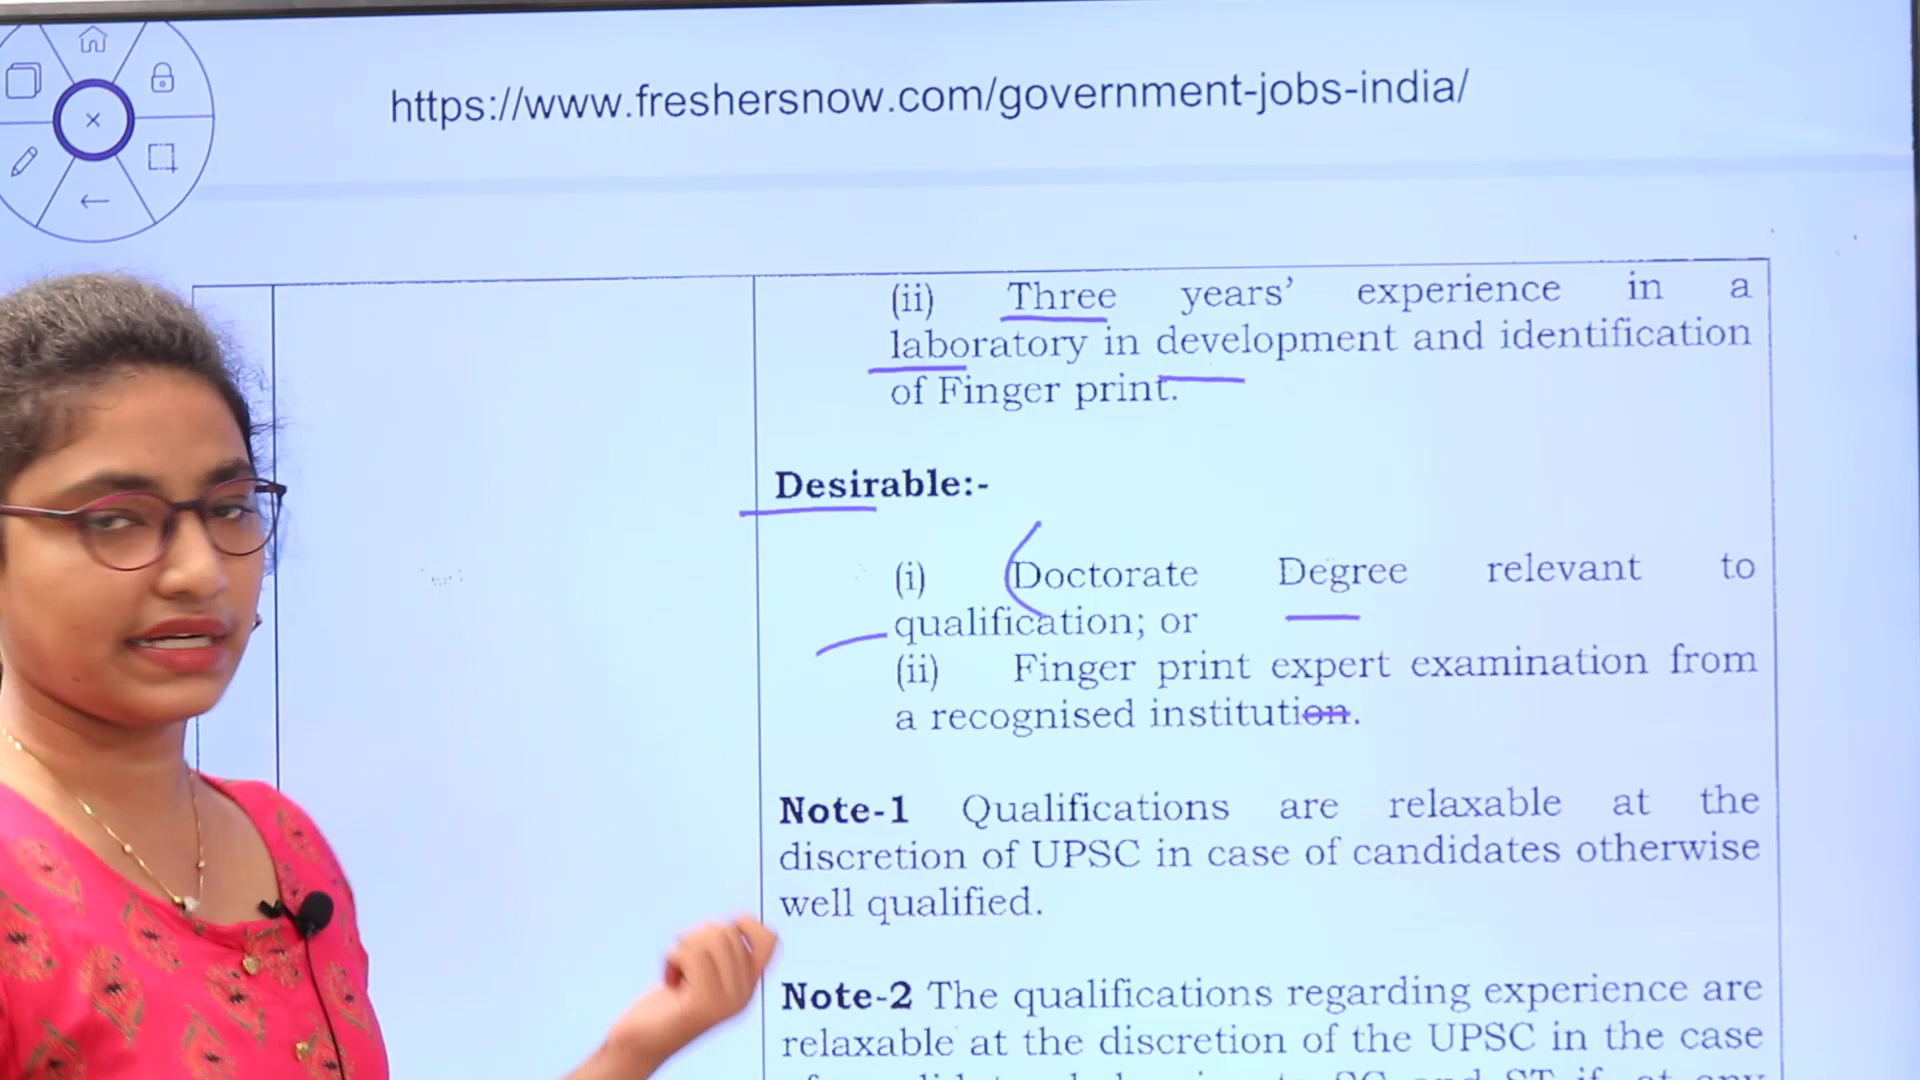 https://www.freshersnow.com/government-jobs-india/
(ii) Three years' experience in a
laboratory in development and identification
of Finger print.
Desirable:-
(i) Doctorate Degree relevant to
qualification; or
(ii) Finger print expert examination from
a recognised institution.
Note-1 Qualifications are relaxable at the
discretion of UPSC in case of candidates otherwise
well qualified.
Note-2 The qualifications regarding experience are
relaxable at the discretion of the UPSC in the case